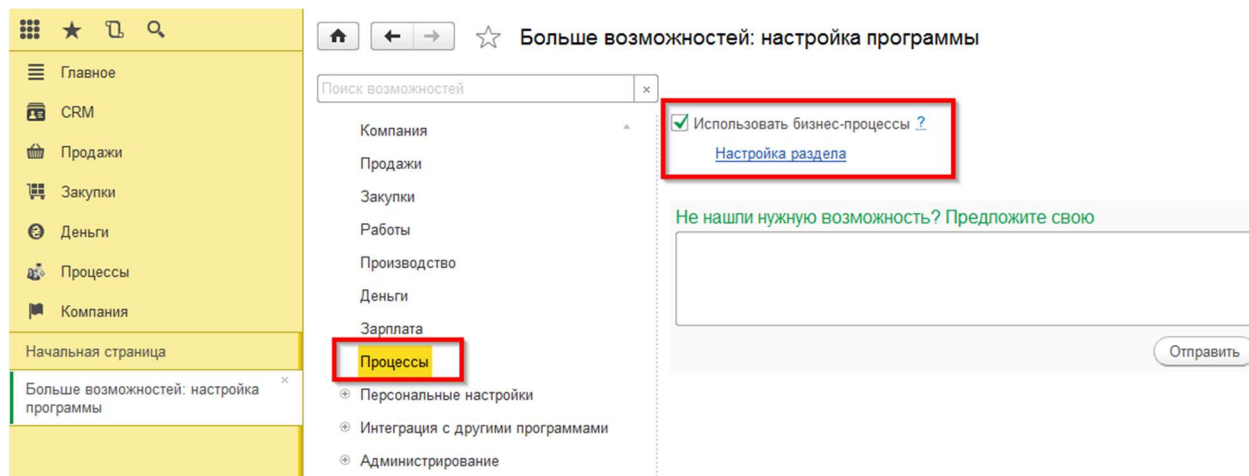 Главное
CRM
Продажи
Закупки
Деньги
Процессы
Компания
Начальная страница
Больше возможностей: настройка
программы
Больше возможностей: настройка программы
Поиск возможностей
Компания
Продажи
Закупки
Работы
Производство
Деньги
Зарплата
Процессы
Персональные настройки
Интеграция с другими программами
Администрирование
Использовать бизнес-процессы ?
Настройка раздела
Не нашли нужную возможность? Предложите свою
Отправить